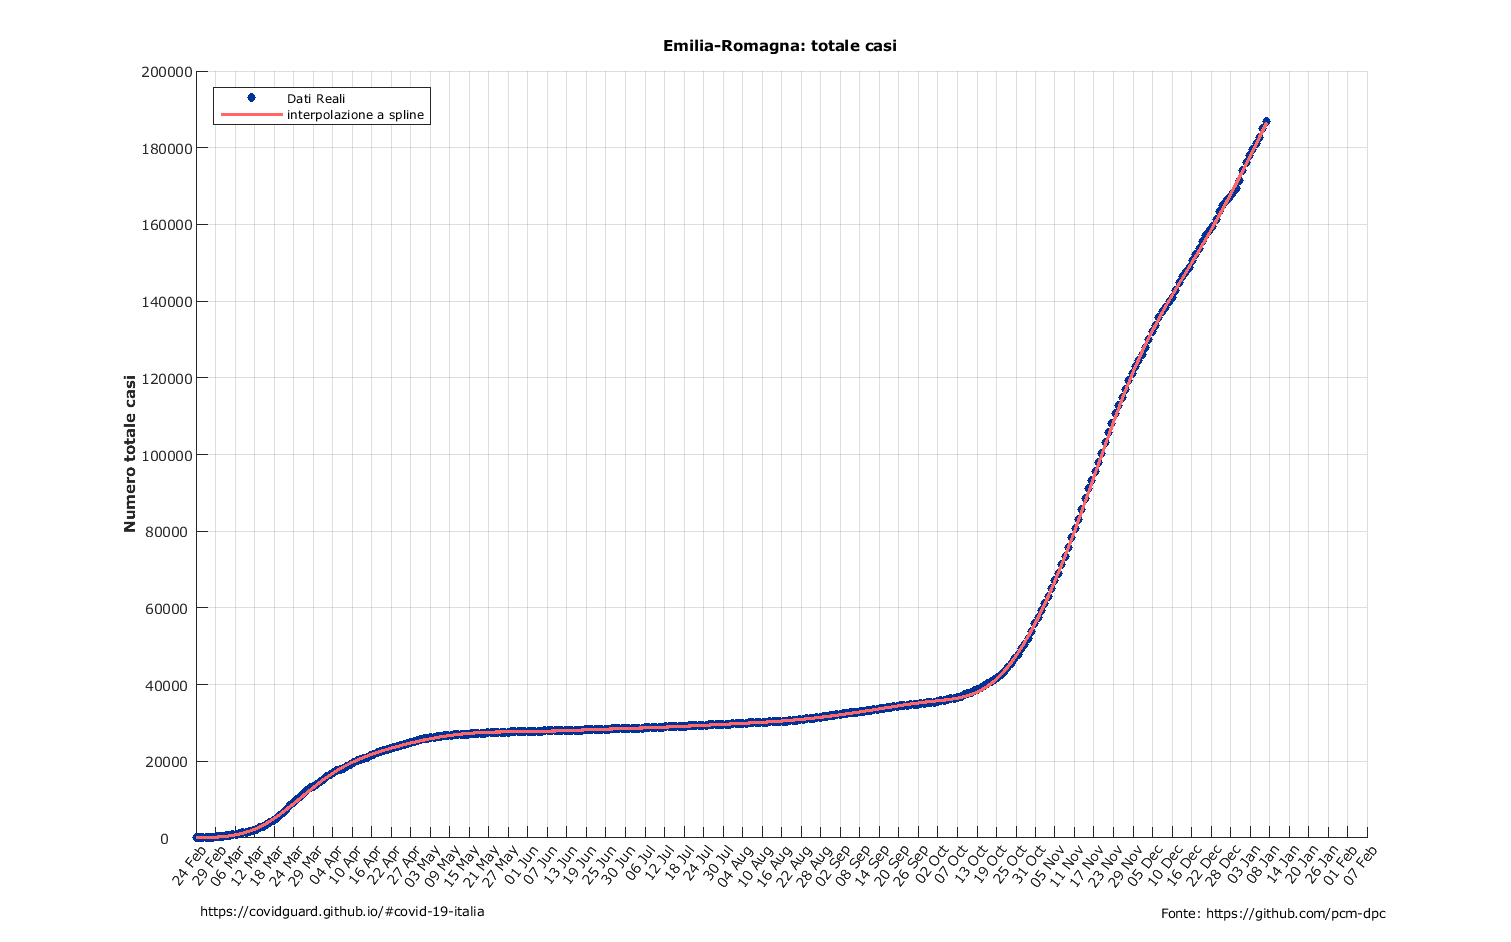 Emilia-Romagna: totale casi
200000
180000
160000
140000
120000
100000
80000
60000
40000
20000
0
Dati Reali
interpolazione a spline
Numero totale casi
24 Feb
29 Feb
06 Mar
12 Mar
18 Mar
24 Mar
29 Mar
04 Apr
10 Apr
16 Apr
22 Apr
27 Apr
03 May
09 May
15 May
21 May
27 May
01 Jun
07 Jun
13 Jun
19 Jun
25 Jun
30 Jun
06 Jul
12 Jul
18 Jul
24 Jul
30 Jul
04 Aug
10 Aug
16 Aug
22 Aug
28 Aug
02 Sep
08 Sep
14 Sep
20 Sep
26 Sep
02 Oct
07 Oct
13 Oct
19 Oct
25 Oct
31 Oct
05 Nov
11 Nov
17 Nov
23 Nov
29 Nov
05 Dec
10 Dec
16 Dec
22 Dec
28 Dec
03 Jan
08 Jan
14 Jan
20 Jan
26 Jan
01 Feb
07 Feb
https://covidguard.github.io/#covid-19-italia
Fonte: https://github.com/pcm-dpc